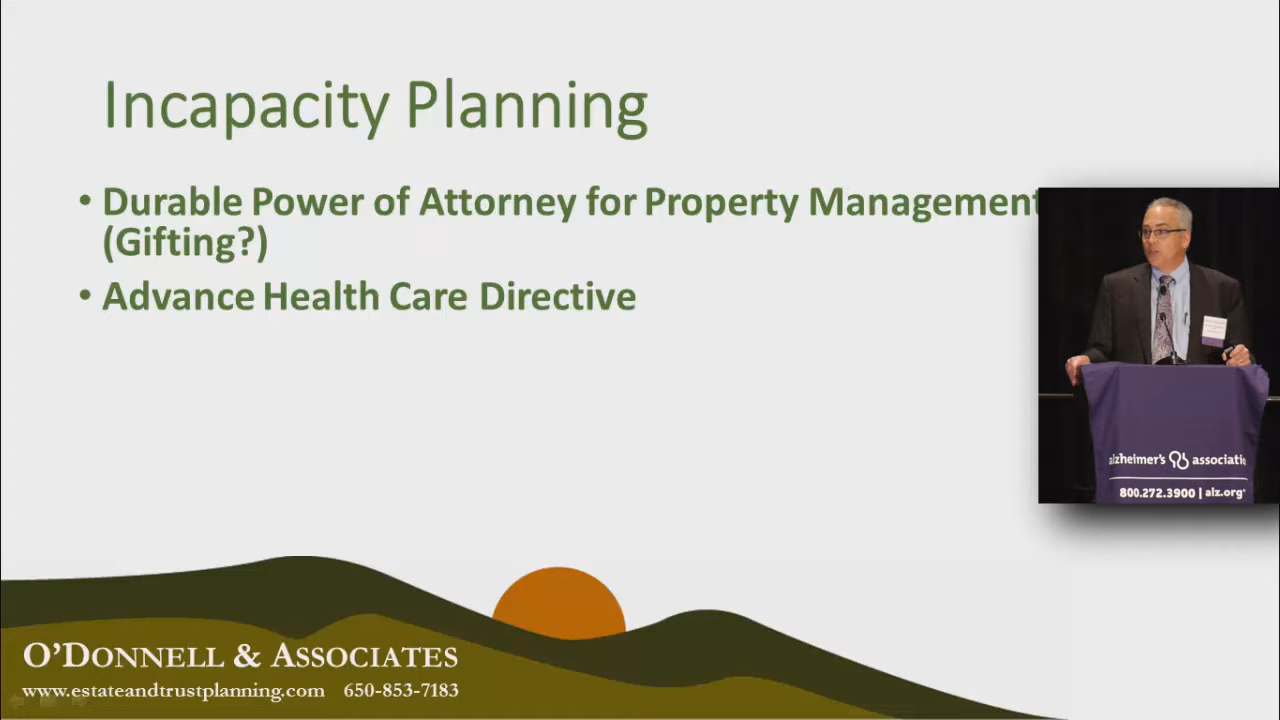 Incapacity Planning
• Durable Power of Attorney for Property Management
(Gifting?)
• Advance Health Care Directive
alzheimer's associatio
800.272.3900 | alz.org®
O'DONNELL & ASSOCIATES
www.estateandtrustplanning.com 650-853-7183